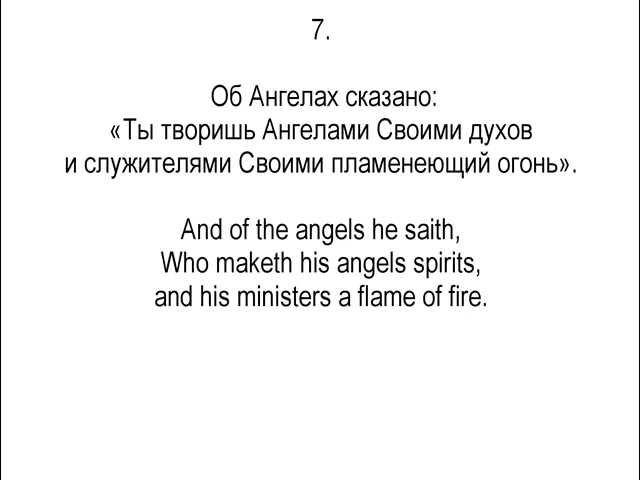 7.
Об Ангелах сказано:
«Ты творишь Ангелами Своими духов
и служителями Своими пламенеющий огонь».
And of the angels he saith,
Who maketh his angels spirits,
and his ministers a flame of fire.